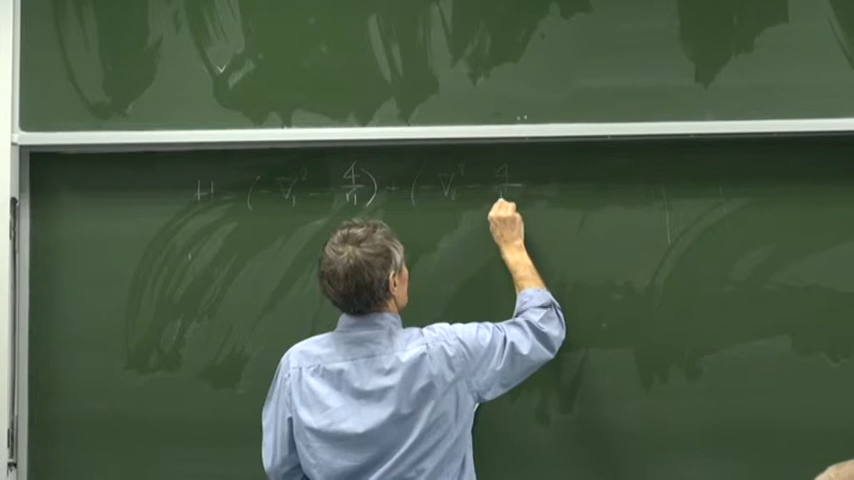 H = (-∇₁² - 4/r₁) + (-∇₂² - 4/